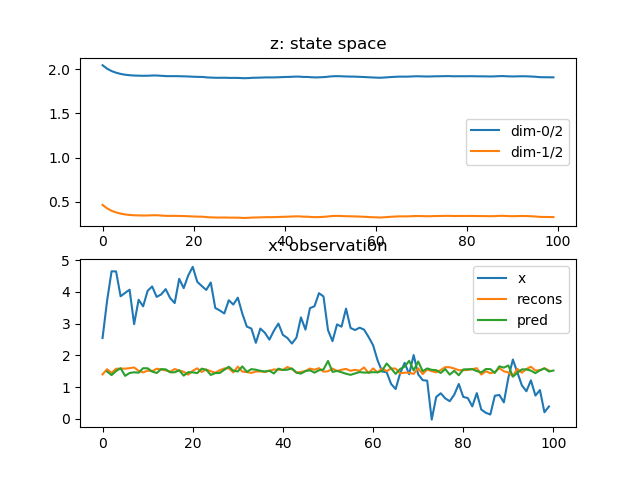 z: state space
2.0
1.5
1.0
0.5
dim-0/2
dim-1/2
0 20 40 60 80 100
x: observation
5
4
3
2
1
0
x
recons
pred
0 20 40 60 80 100